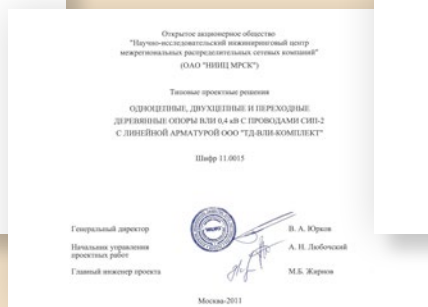 Открытое акционерное общество
"Научно-исследовательский инжиниринговый центр
межрегиональных распределительных сетевых компаний"
(ОАО "НИИЦ МРСК")
Типовые проектные решения
ОДНОЦЕПНЫЕ, ДВУХЦЕПНЫЕ И ПЕРЕХОДНЫЕ
ДЕРЕВЯННЫЕ ОПОРЫ ВЛИ 0,4 кВ С ПРОВОДАМИ СИП-2
С ЛИНЕЙНОЙ АРМАТУРОЙ ООО "ТД-ВЛИ-КОМПЛЕКТ"
Шифр 11.0015
Генеральный директор В. А. Юрков
Начальник управления
проектных работ А. Н. Любочский
Главный инженер проекта М.Б. Жирнов
Москва-2011